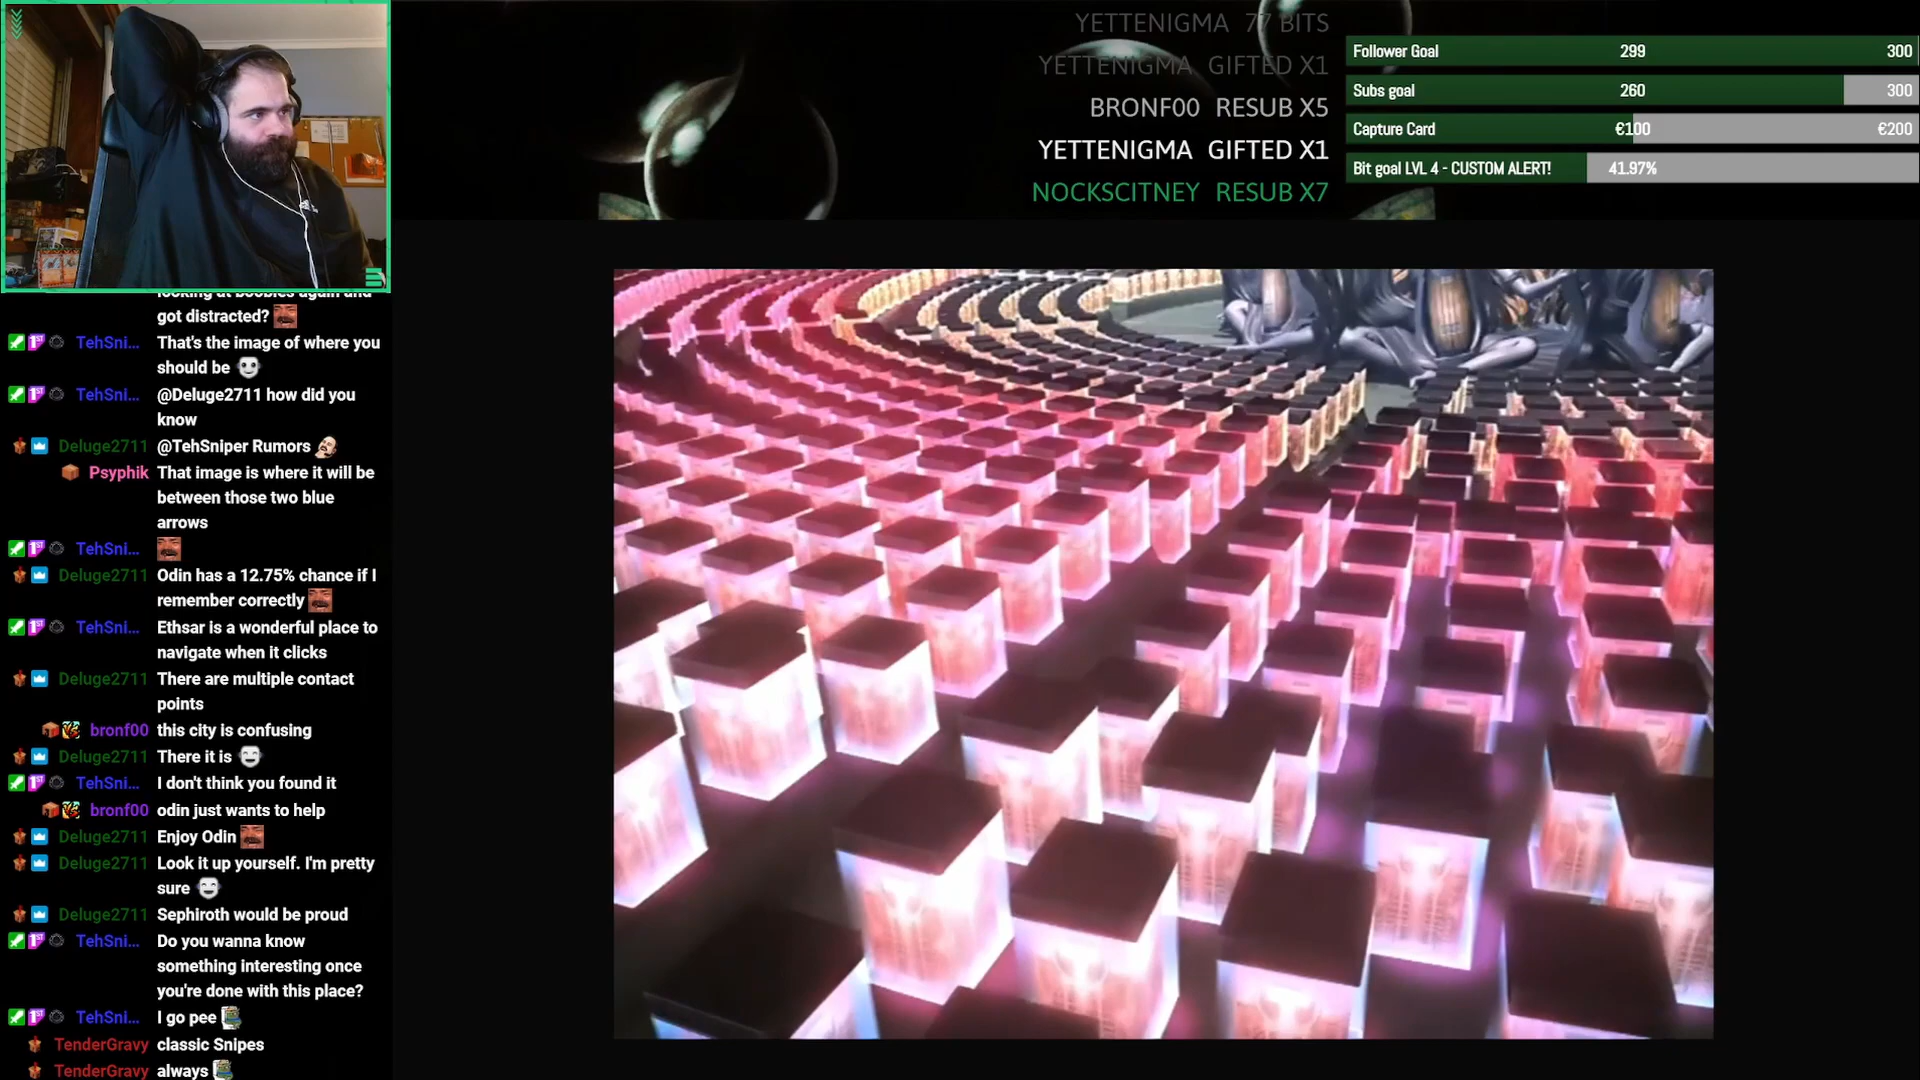 YETTENIGMA 77 BITS
YETTENIGMA GIFTED X1
BRONF00 RESUB X5
YETTENIGMA GIFTED X1
NOCKSCITNEY RESUB X7
Follower Goal 299 300
Subs goal 260 300
Capture Card €100 €200
Bit goal LVL 4 - CUSTOM ALERT! 41.97%
looking at boobies again and
got distracted?
TehSni... That's the image of where you
should be
TehSni... @Deluge2711 how did you
know
Deluge2711 @TehSniper Rumors
Psyphik That image is where it will be
between those two blue
arrows
TehSni...
Deluge2711 Odin has a 12.75% chance if I
remember correctly
TehSni... Ethsar is a wonderful place to
navigate when it clicks
Deluge2711 There are multiple contact
points
bronf00 this city is confusing
Deluge2711 There it is
TehSni... I don't think you found it
bronf00 odin just wants to help
Deluge2711 Enjoy Odin
Deluge2711 Look it up yourself. I'm pretty
sure
Deluge2711 Sephiroth would be proud
TehSni... Do you wanna know
something interesting once
you're done with this place?
TehSni... I go pee
TenderGravy classic Snipes
TenderGravy always